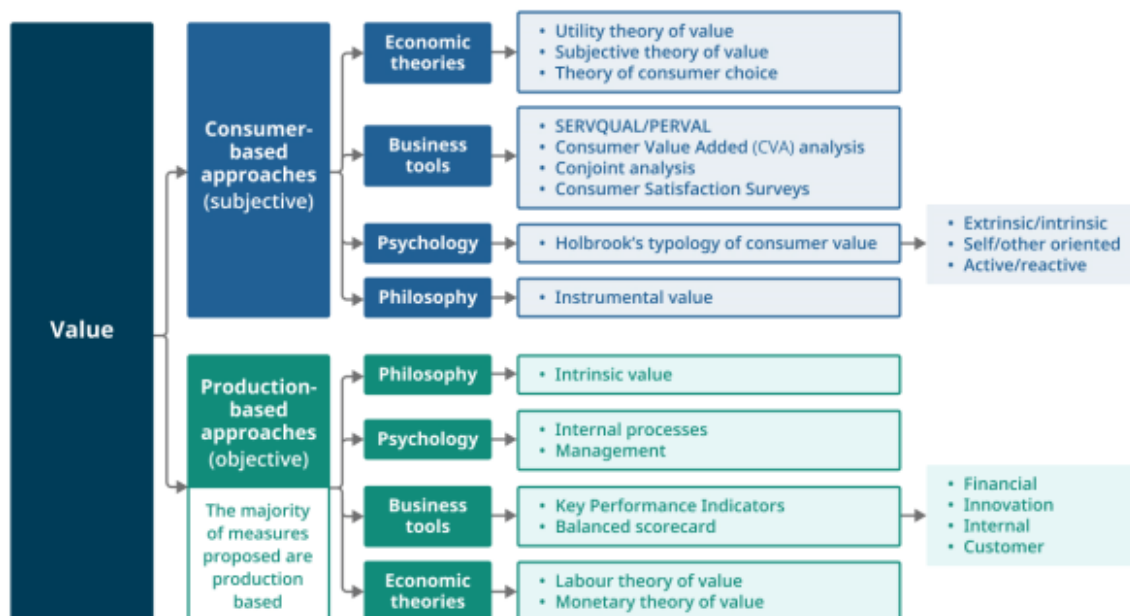 Value
Consumer-
based
approaches
(subjective)
Economic
theories
• Utility theory of value
• Subjective theory of value
• Theory of consumer choice
Business
tools
• SERVQUAL/PERVAL
• Consumer Value Added (CVA) analysis
• Conjoint analysis
• Consumer Satisfaction Surveys
Psychology
• Holbrook's typology of consumer value
• Extrinsic/intrinsic
• Self/other oriented
• Active/reactive
Philosophy
• Instrumental value
Production-
based
approaches
(objective)
The majority
of measures
proposed are
production
based
Philosophy
• Intrinsic value
Psychology
• Internal processes
• Management
Business
tools
• Key Performance Indicators
• Balanced scorecard
• Financial
• Innovation
• Internal
• Customer
Economic
theories
• Labour theory of value
• Monetary theory of value